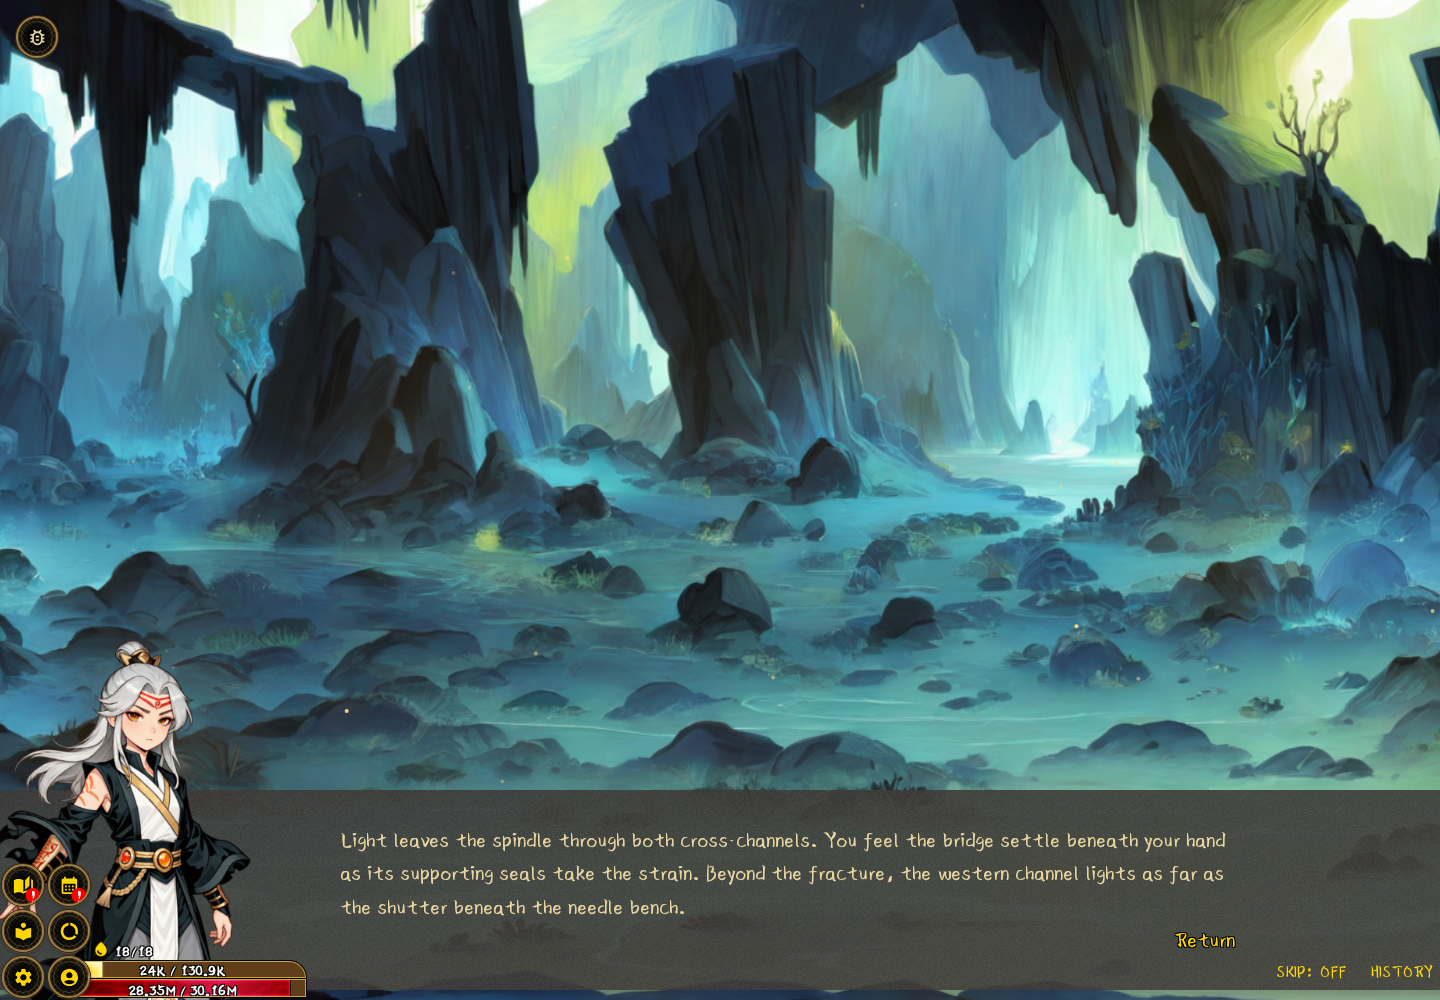 Light leaves the spindle through both cross-channels. You feel the bridge settle beneath your hand
as its supporting seals take the strain. Beyond the fracture, the western channel lights as far as
the shutter beneath the needle bench.
Return
18/18
24k / 130.9k
28.35M / 30.16M
SKIP: OFF HISTORY